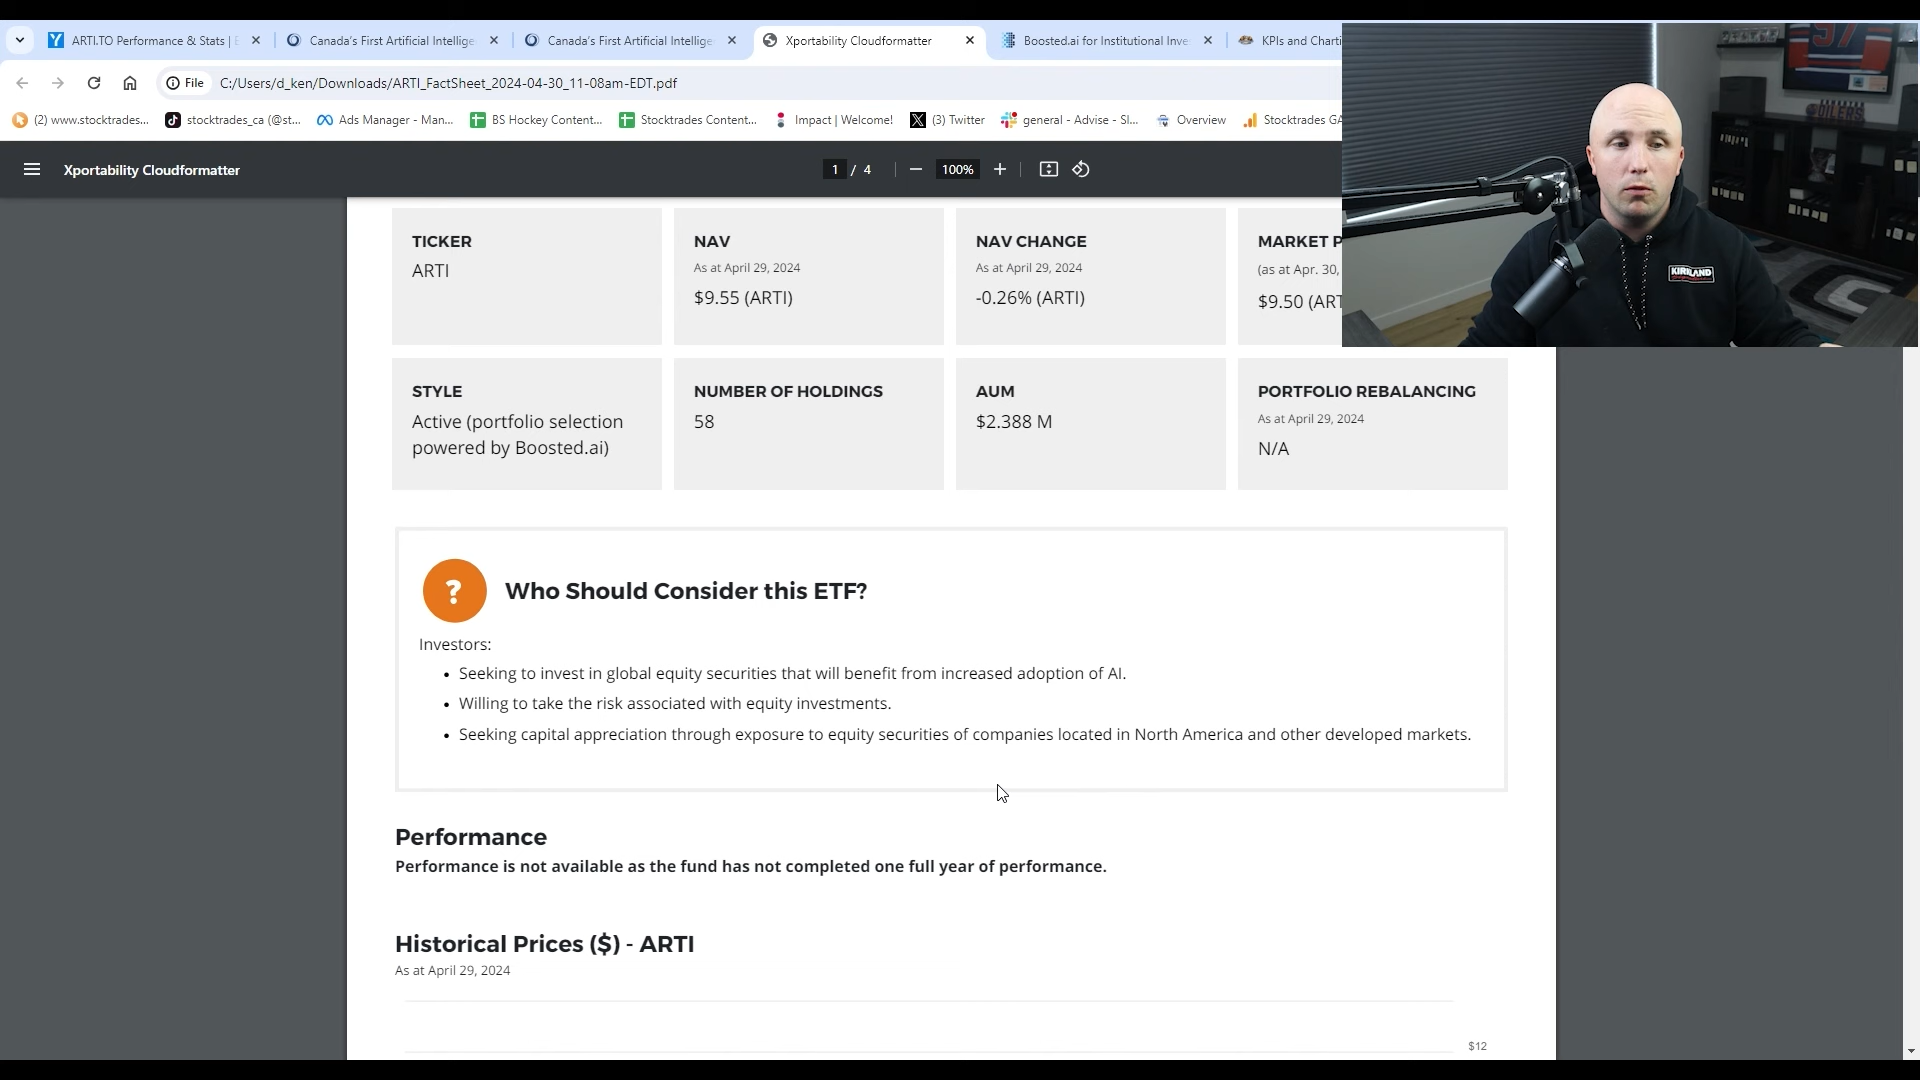 ARTI.TO Performance & Stats |
Canada's First Artificial Intellige
Canada's First Artificial Intellige
Xportability Cloudformatter
Boosted.ai for Institutional Inve
KPIs and Charti
File
C:/Users/d_ken/Downloads/ARTI_FactSheet_2024-04-30_11-08am-EDT.pdf
(2) www.stocktrades...
stocktrades_ca (@st...
Ads Manager - Man...
BS Hockey Content...
Stocktrades Content...
Impact | Welcome!
(3) Twitter
general - Advise - Sl...
Overview
Stocktrades GA
Xportability Cloudformatter
1 / 4
100%
TICKER
ARTI
NAV
As at April 29, 2024
$9.55 (ARTI)
NAV CHANGE
As at April 29, 2024
-0.26% (ARTI)
MARKET P
(as at Apr. 30,
$9.50 (ART
STYLE
Active (portfolio selection
powered by Boosted.ai)
NUMBER OF HOLDINGS
58
AUM
$2.388 M
PORTFOLIO REBALANCING
As at April 29, 2024
N/A
?
Who Should Consider this ETF?
Investors:
• Seeking to invest in global equity securities that will benefit from increased adoption of AI.
• Willing to take the risk associated with equity investments.
• Seeking capital appreciation through exposure to equity securities of companies located in North America and other developed markets.
Performance
Performance is not available as the fund has not completed one full year of performance.
Historical Prices ($) - ARTI
As at April 29, 2024
$12
97
OILERS
KIRKLAND